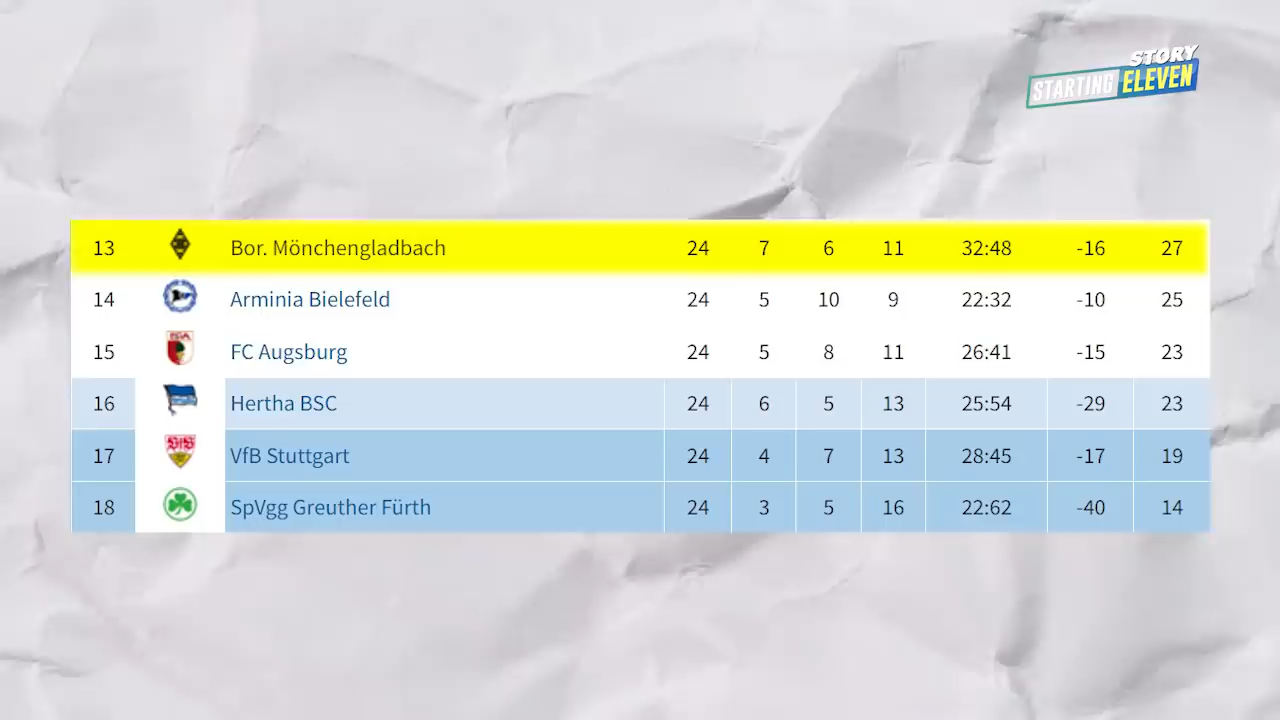 STORY
STARTING ELEVEN
13 Bor. Mönchengladbach 24 7 6 11 32:48 -16 27
14 Arminia Bielefeld 24 5 10 9 22:32 -10 25
15 FC Augsburg 24 5 8 11 26:41 -15 23
16 Hertha BSC 24 6 5 13 25:54 -29 23
17 VfB Stuttgart 24 4 7 13 28:45 -17 19
18 SpVgg Greuther Fürth 24 3 5 16 22:62 -40 14